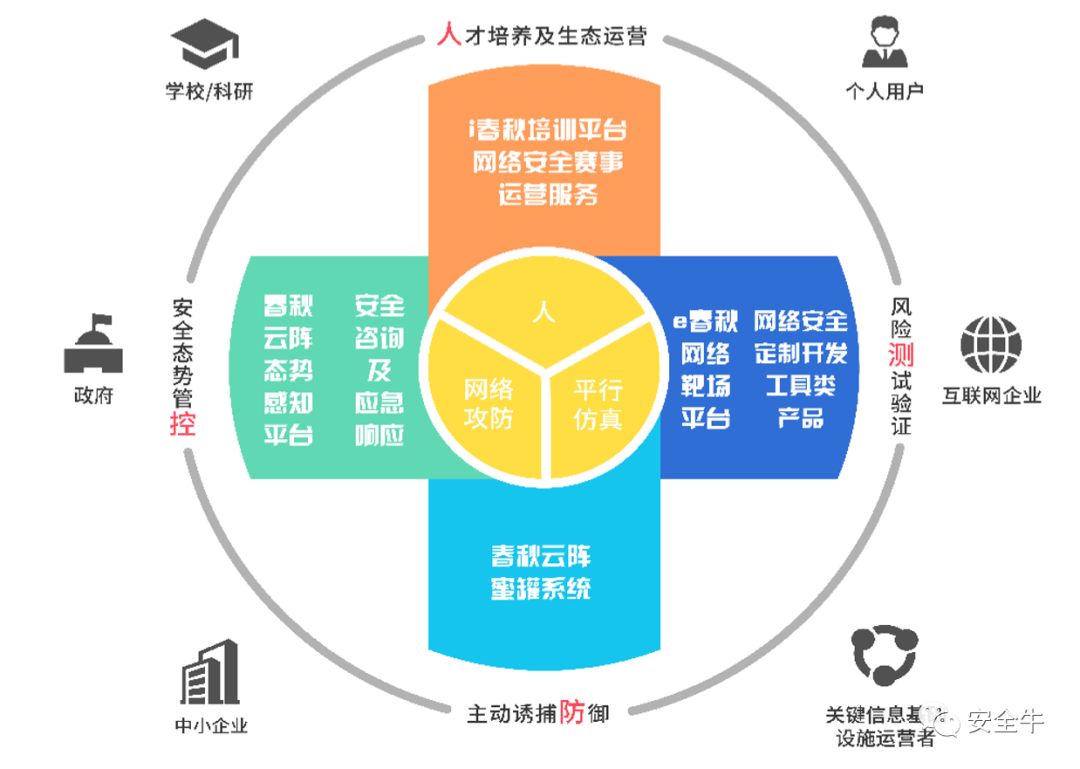 人才培养及生态运营
学校/科研
个人用户
i春秋培训平台
网络安全赛事
运营服务
安全态势管控
春秋
云阵
态势
感知
平台
安全
咨询
及
应急
响应
人
网络
攻防
平行
仿真
e春秋
网络
靶场
平台
网络安全
定制开发
工具类
产品
风险测试验证
政府
互联网企业
春秋云阵
蜜罐系统
中小企业
主动诱捕防御
关键信息基
设施运营者
安全牛